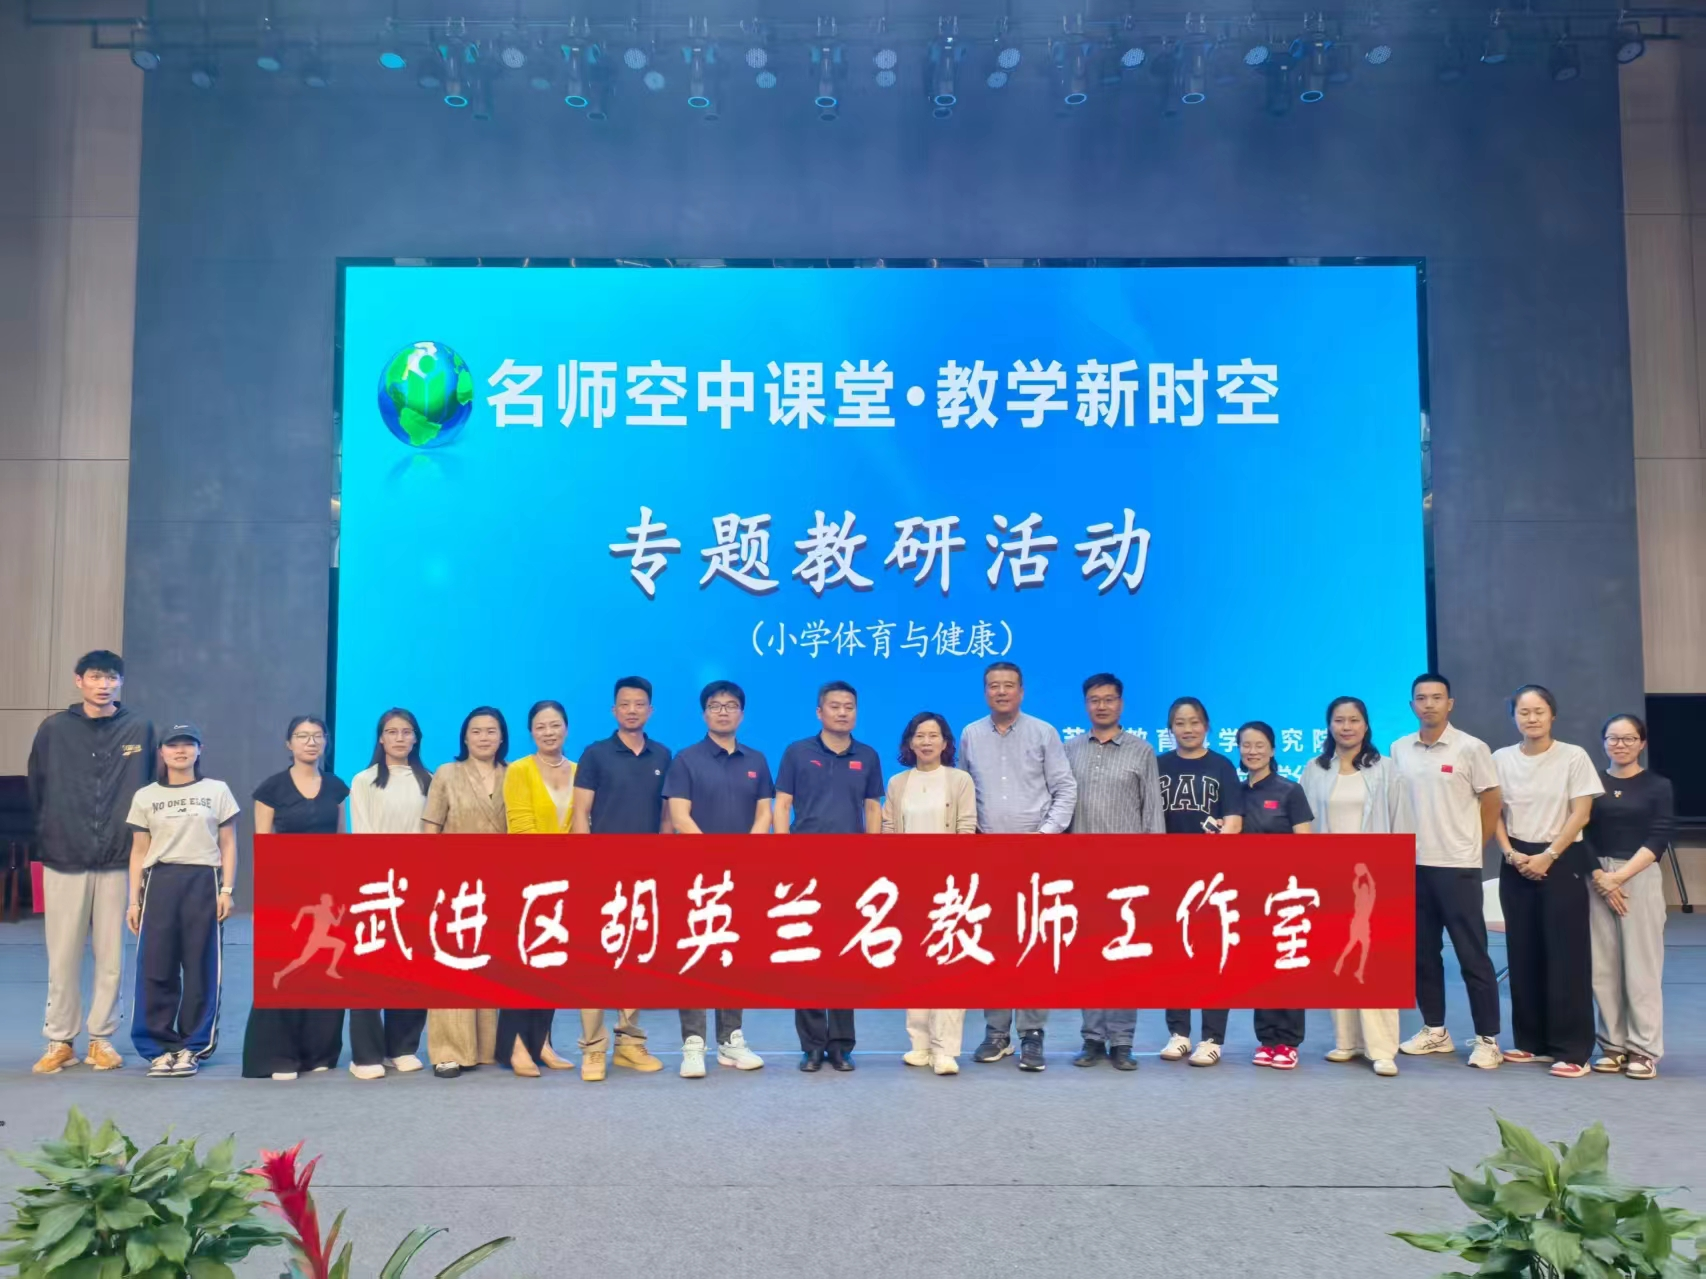 名师空中课堂·教学新时空
专题教研活动
（小学体育与健康）
NO ONE ELSE
GAP
武进区胡英兰名教师工作室